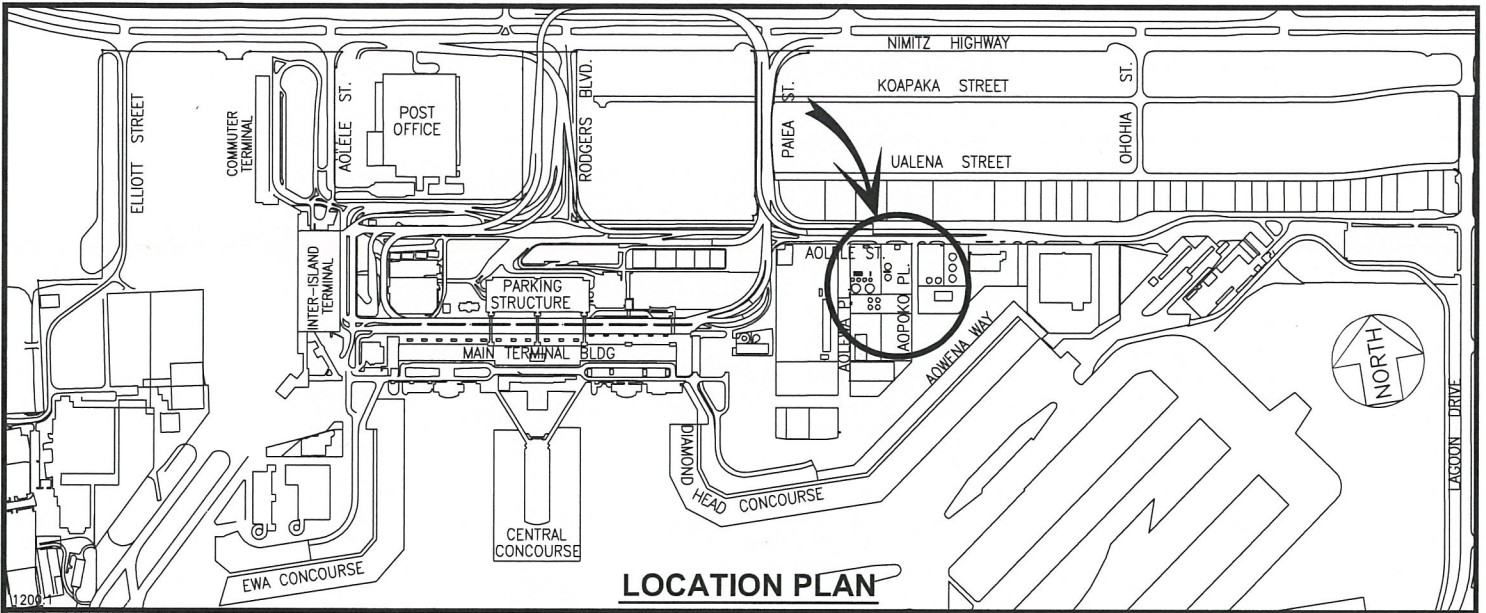 NIMITZ HIGHWAY
KOAPAKA STREET
UALENA STREET
ELLIOTT STREET
COMMUTER
TERMINAL
AOLELE ST.
POST
OFFICE
RODGERS BLVD.
PAIEA ST.
OHOHIA ST.
INTER-ISLAND
TERMINAL
PARKING
STRUCTURE
MAIN TERMINAL BLDG
AOLELE ST.
AOPOKO PL.
AOWENA WAY
NORTH
LAGOON DRIVE
DIAMOND
HEAD CONCOURSE
CENTRAL
CONCOURSE
EWA CONCOURSE
LOCATION PLAN